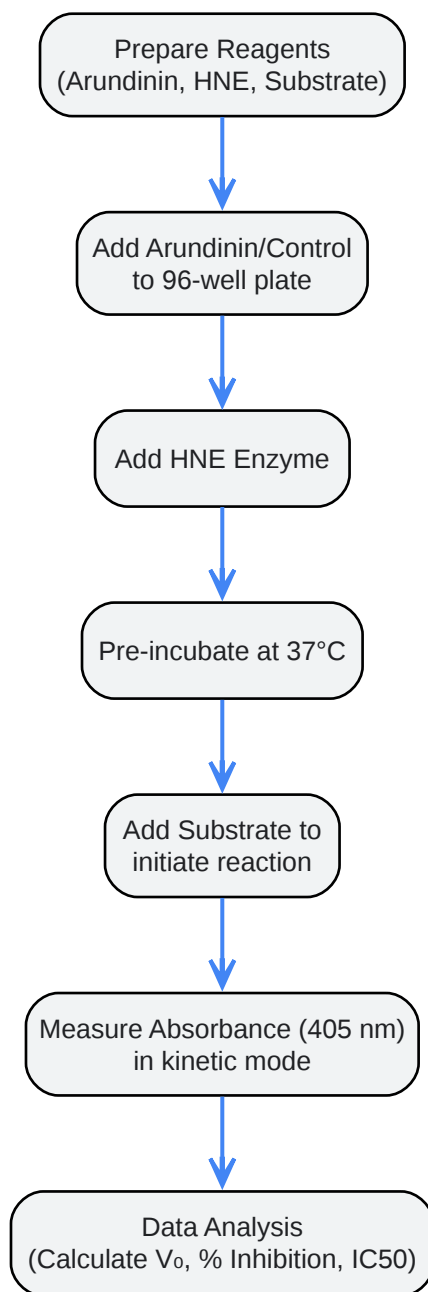 Prepare Reagents
(Arundinin, HNE, Substrate)
Add Arundinin/Control
to 96-well plate
Add HNE Enzyme
Pre-incubate at 37°C
Add Substrate to
initiate reaction
Measure Absorbance (405 nm)
in kinetic mode
Data Analysis
(Calculate V₀, % Inhibition, IC50)